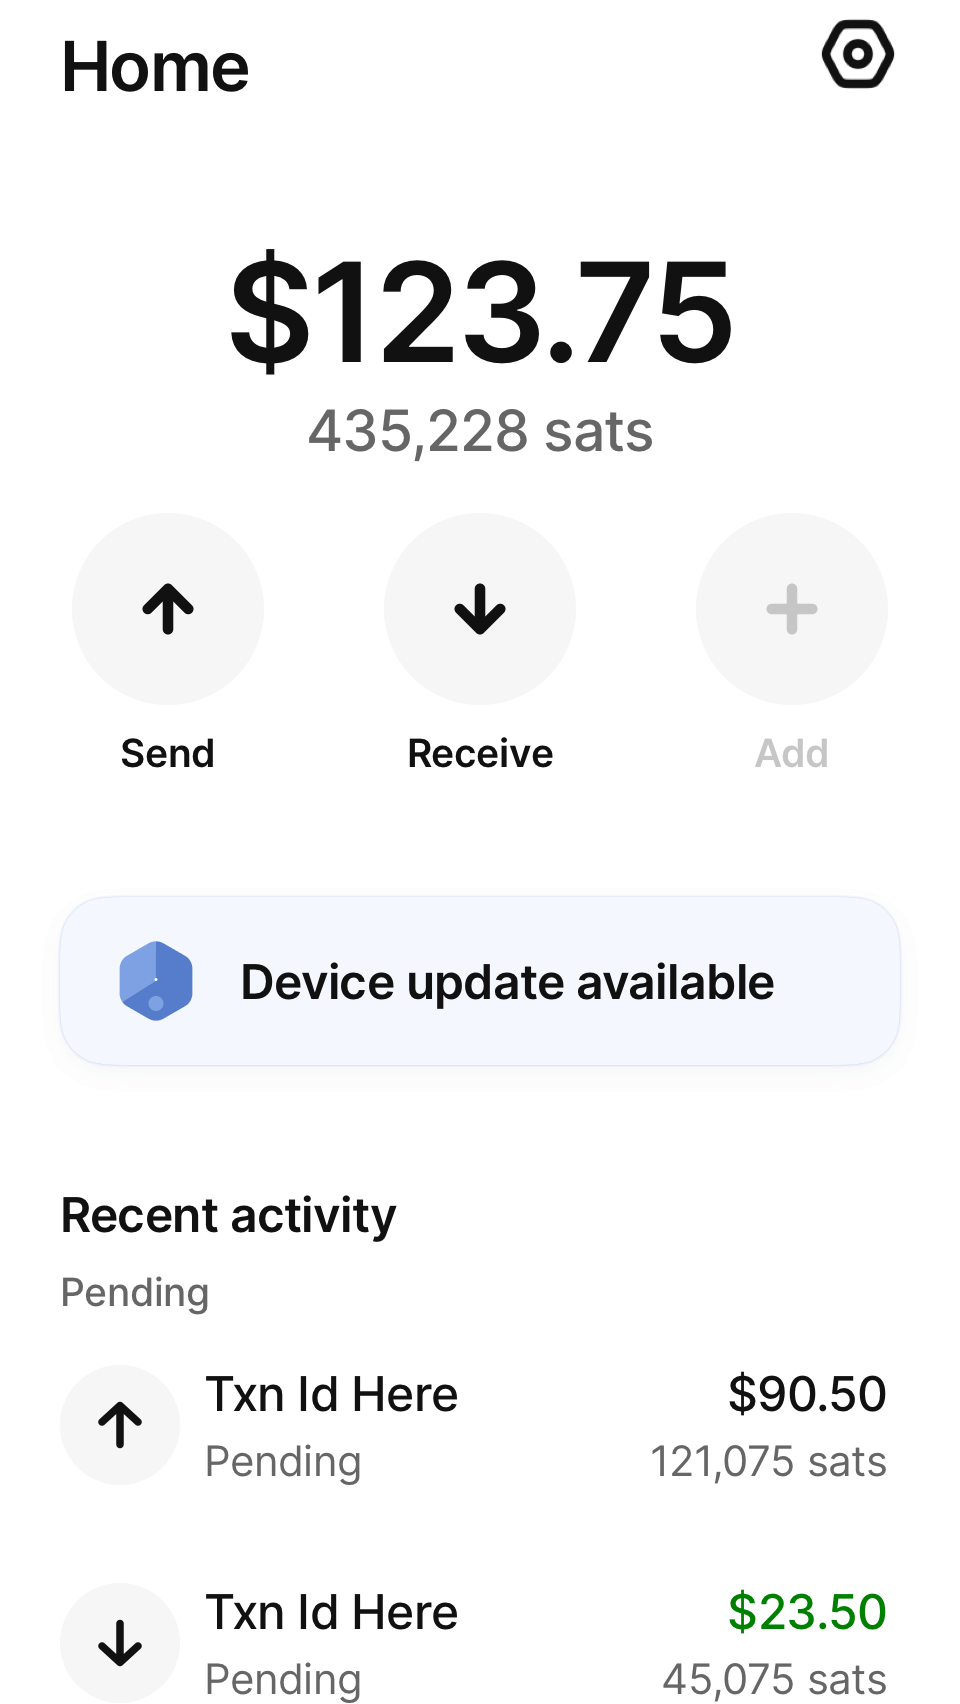 Home
$123.75
435,228 sats
Send
Receive
Add
Device update available
Recent activity
Pending
Txn Id Here
$90.50
Pending
121,075 sats
Txn Id Here
$23.50
Pending
45,075 sats